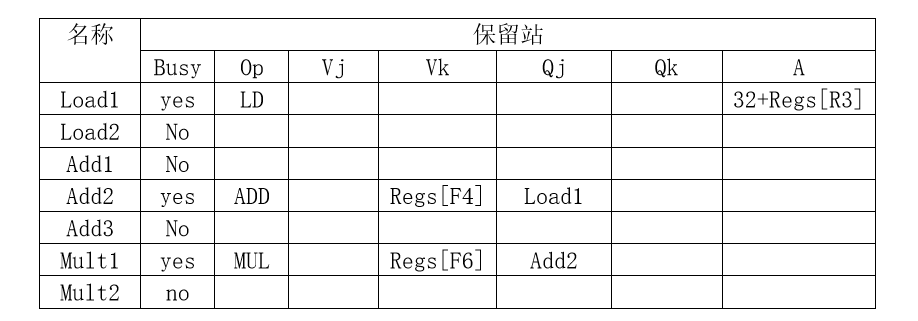 名称 保留站
Busy Op Vj Vk Qj Qk A
Load1 yes LD 32+Regs[R3]
Load2 No
Add1 No
Add2 yes ADD Regs[F4] Load1
Add3 No
Mult1 yes MUL Regs[F6] Add2
Mult2 no